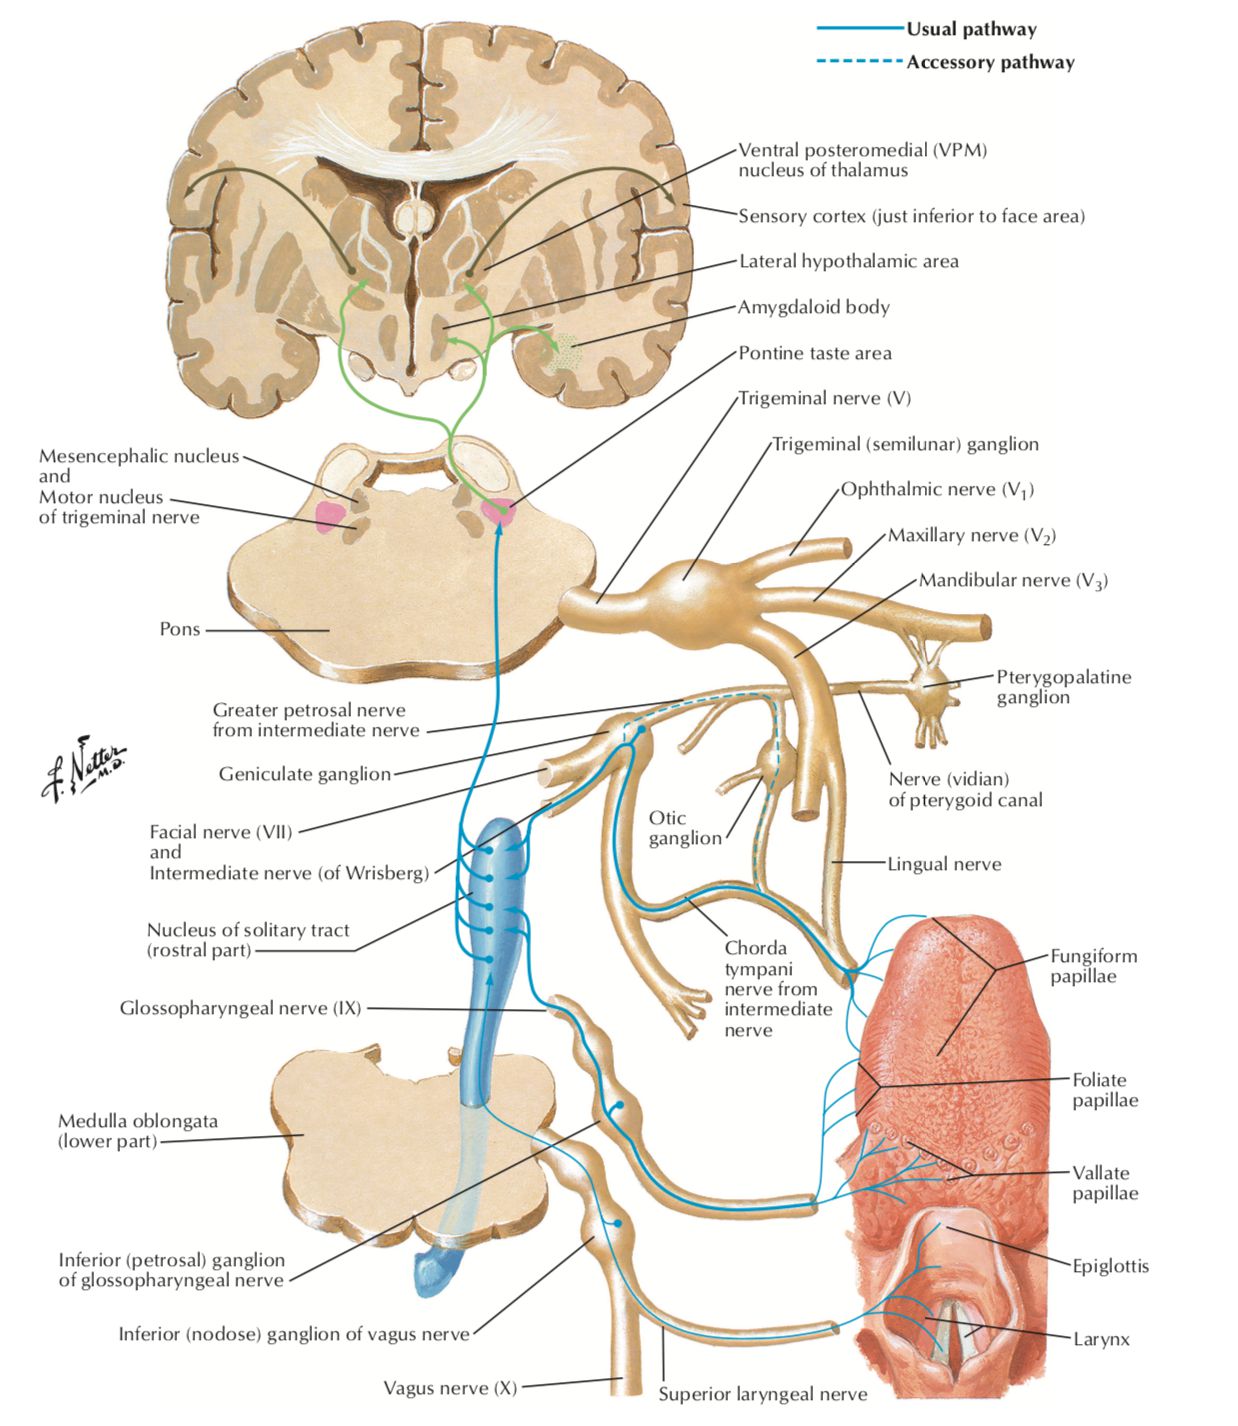 Usual pathway
Accessory pathway
Ventral posteromedial (VPM)
nucleus of thalamus
Sensory cortex (just inferior to face area)
Lateral hypothalamic area
Amygdaloid body
Pontine taste area
Trigeminal nerve (V)
Trigeminal (semilunar) ganglion
Ophthalmic nerve (V1)
Maxillary nerve (V2)
Mandibular nerve (V3)
Mesencephalic nucleus
and
Motor nucleus
of trigeminal nerve
Pons
Pterygopalatine
ganglion
Greater petrosal nerve
from intermediate nerve
Geniculate ganglion
Nerve (vidian)
of pterygoid canal
F. Netter
M.D.
Facial nerve (VII)
and
Intermediate nerve (of Wrisberg)
Otic
ganglion
Lingual nerve
Nucleus of solitary tract
(rostral part)
Chorda
tympani
nerve from
intermediate
nerve
Fungiform
papillae
Glossopharyngeal nerve (IX)
Foliate
papillae
Medulla oblongata
(lower part)
Vallate
papillae
Inferior (petrosal) ganglion
of glossopharyngeal nerve
Epiglottis
Inferior (nodose) ganglion of vagus nerve
Larynx
Vagus nerve (X)
Superior laryngeal nerve